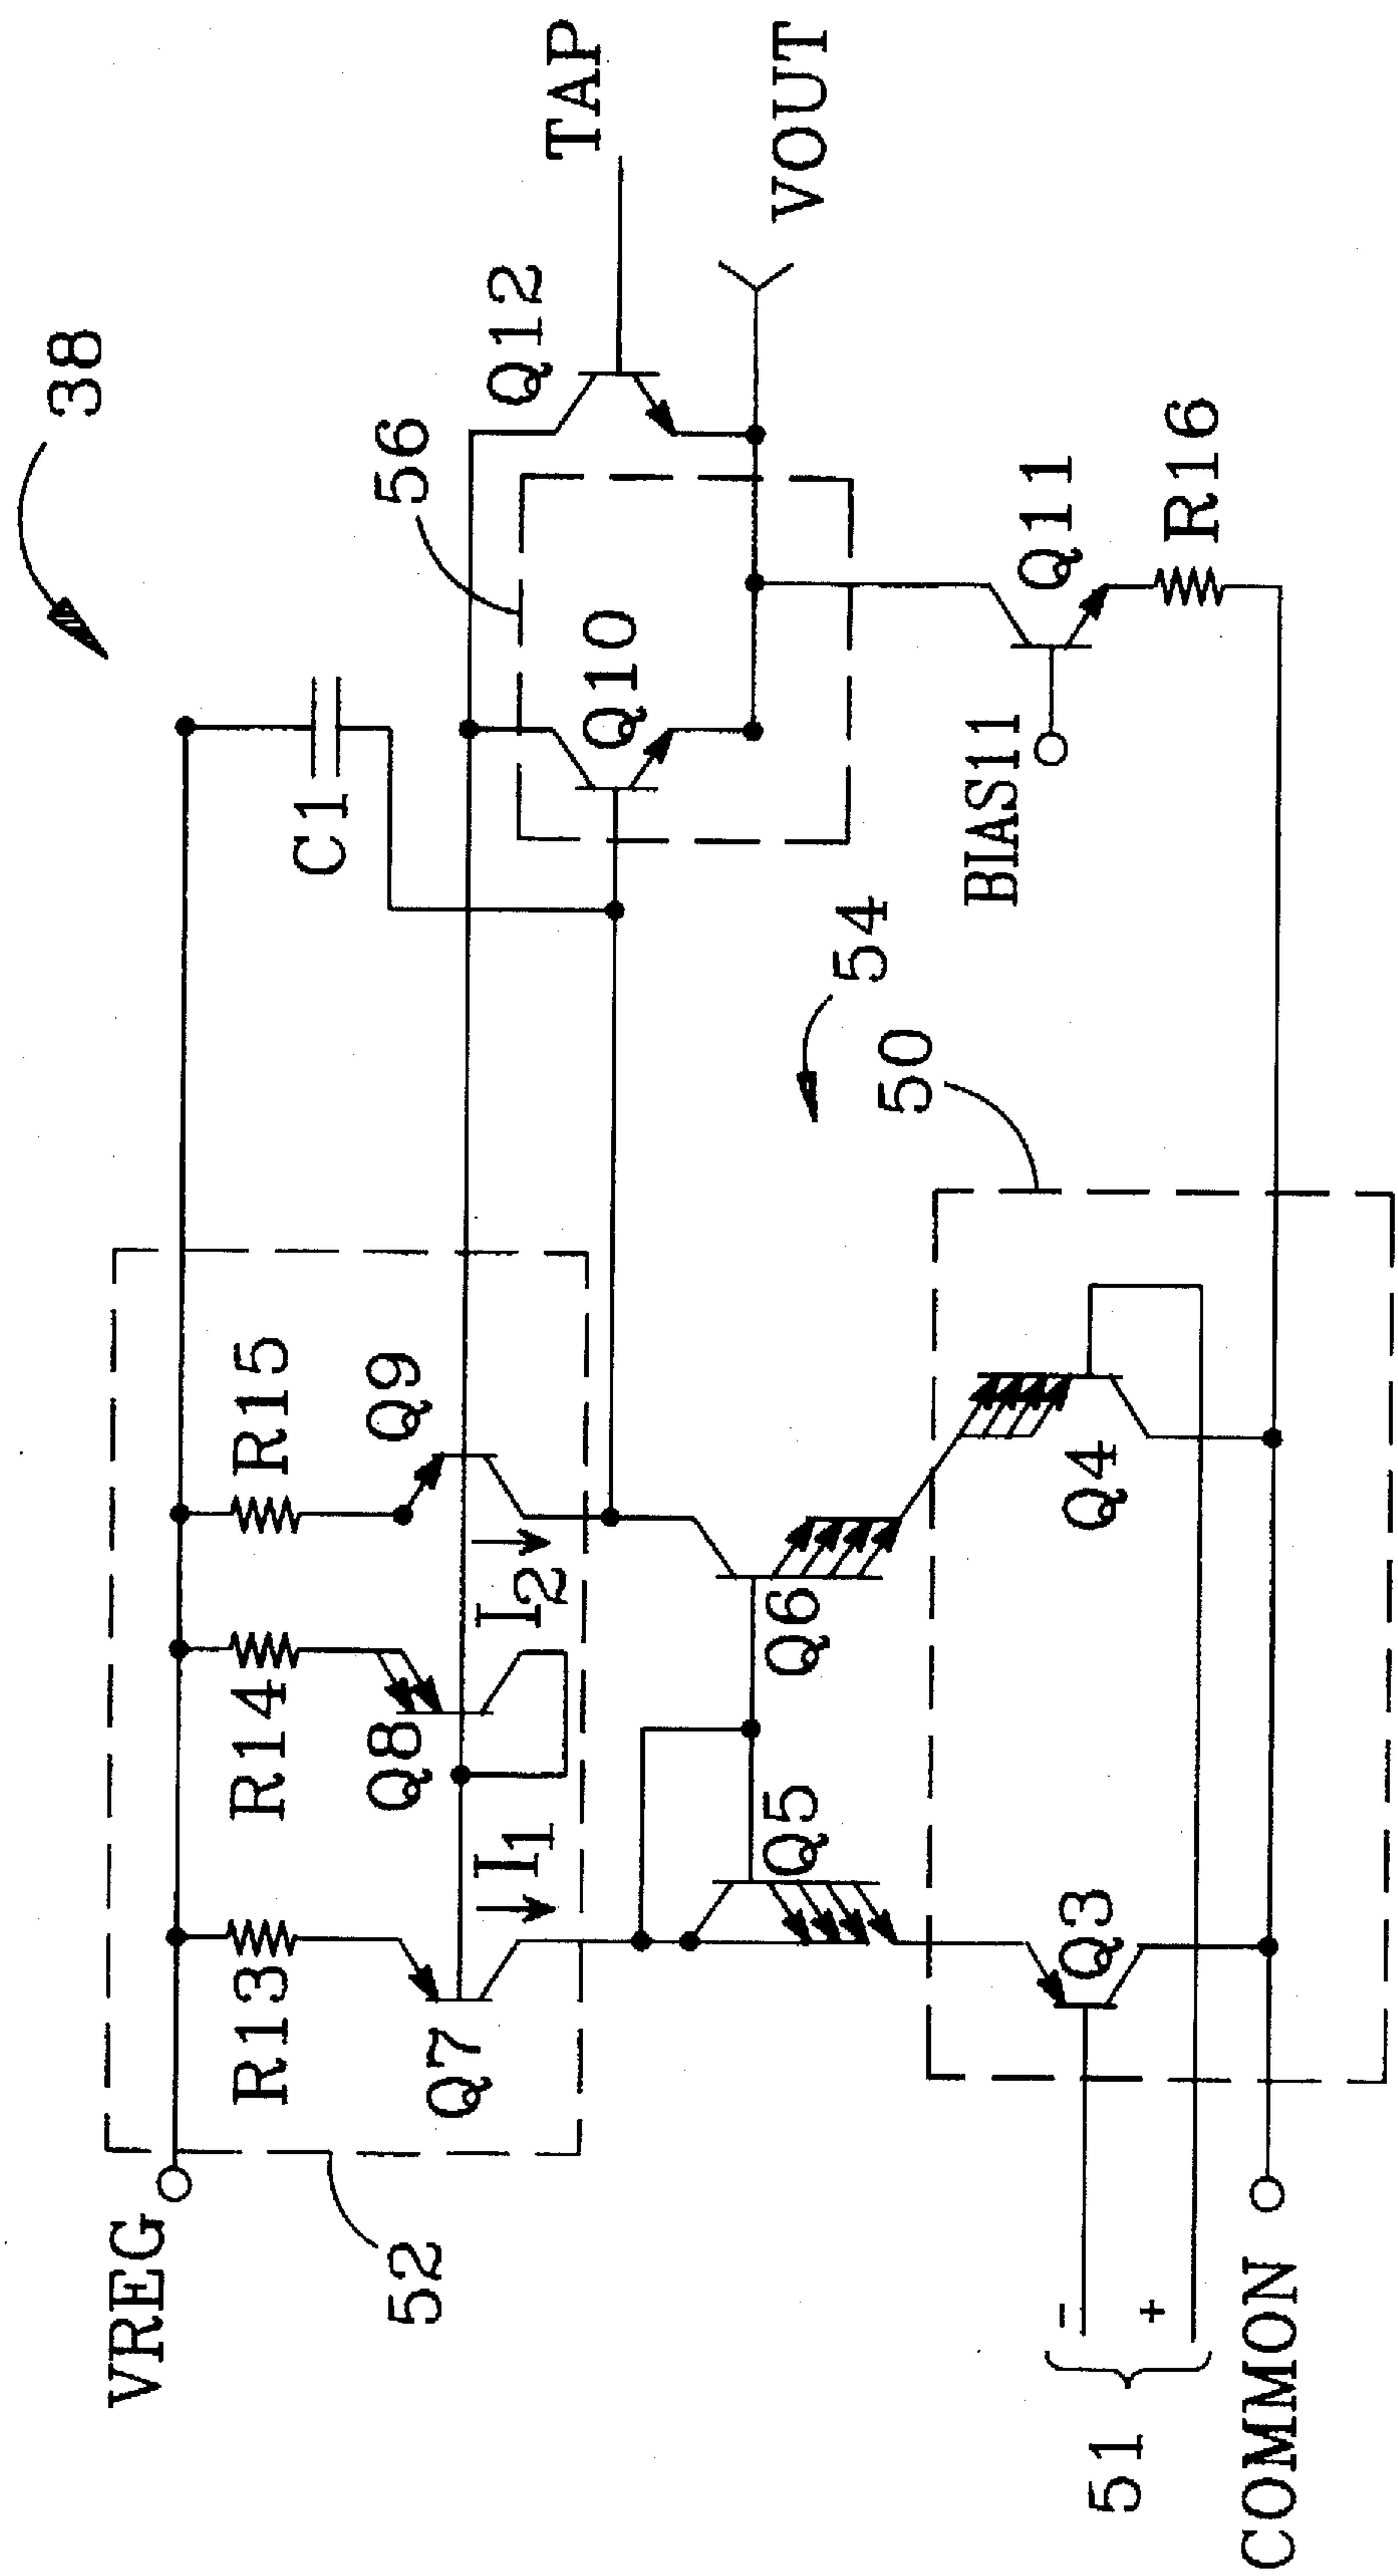 38
VREG
R13
R14
R15
C1
52
Q7
Q8
Q9
I1
I2
56
Q12
TAP
Q10
VOUT
Q5
Q6
54
50
BIAS11
Q11
R16
Q3
Q4
51
-
+
COMMON